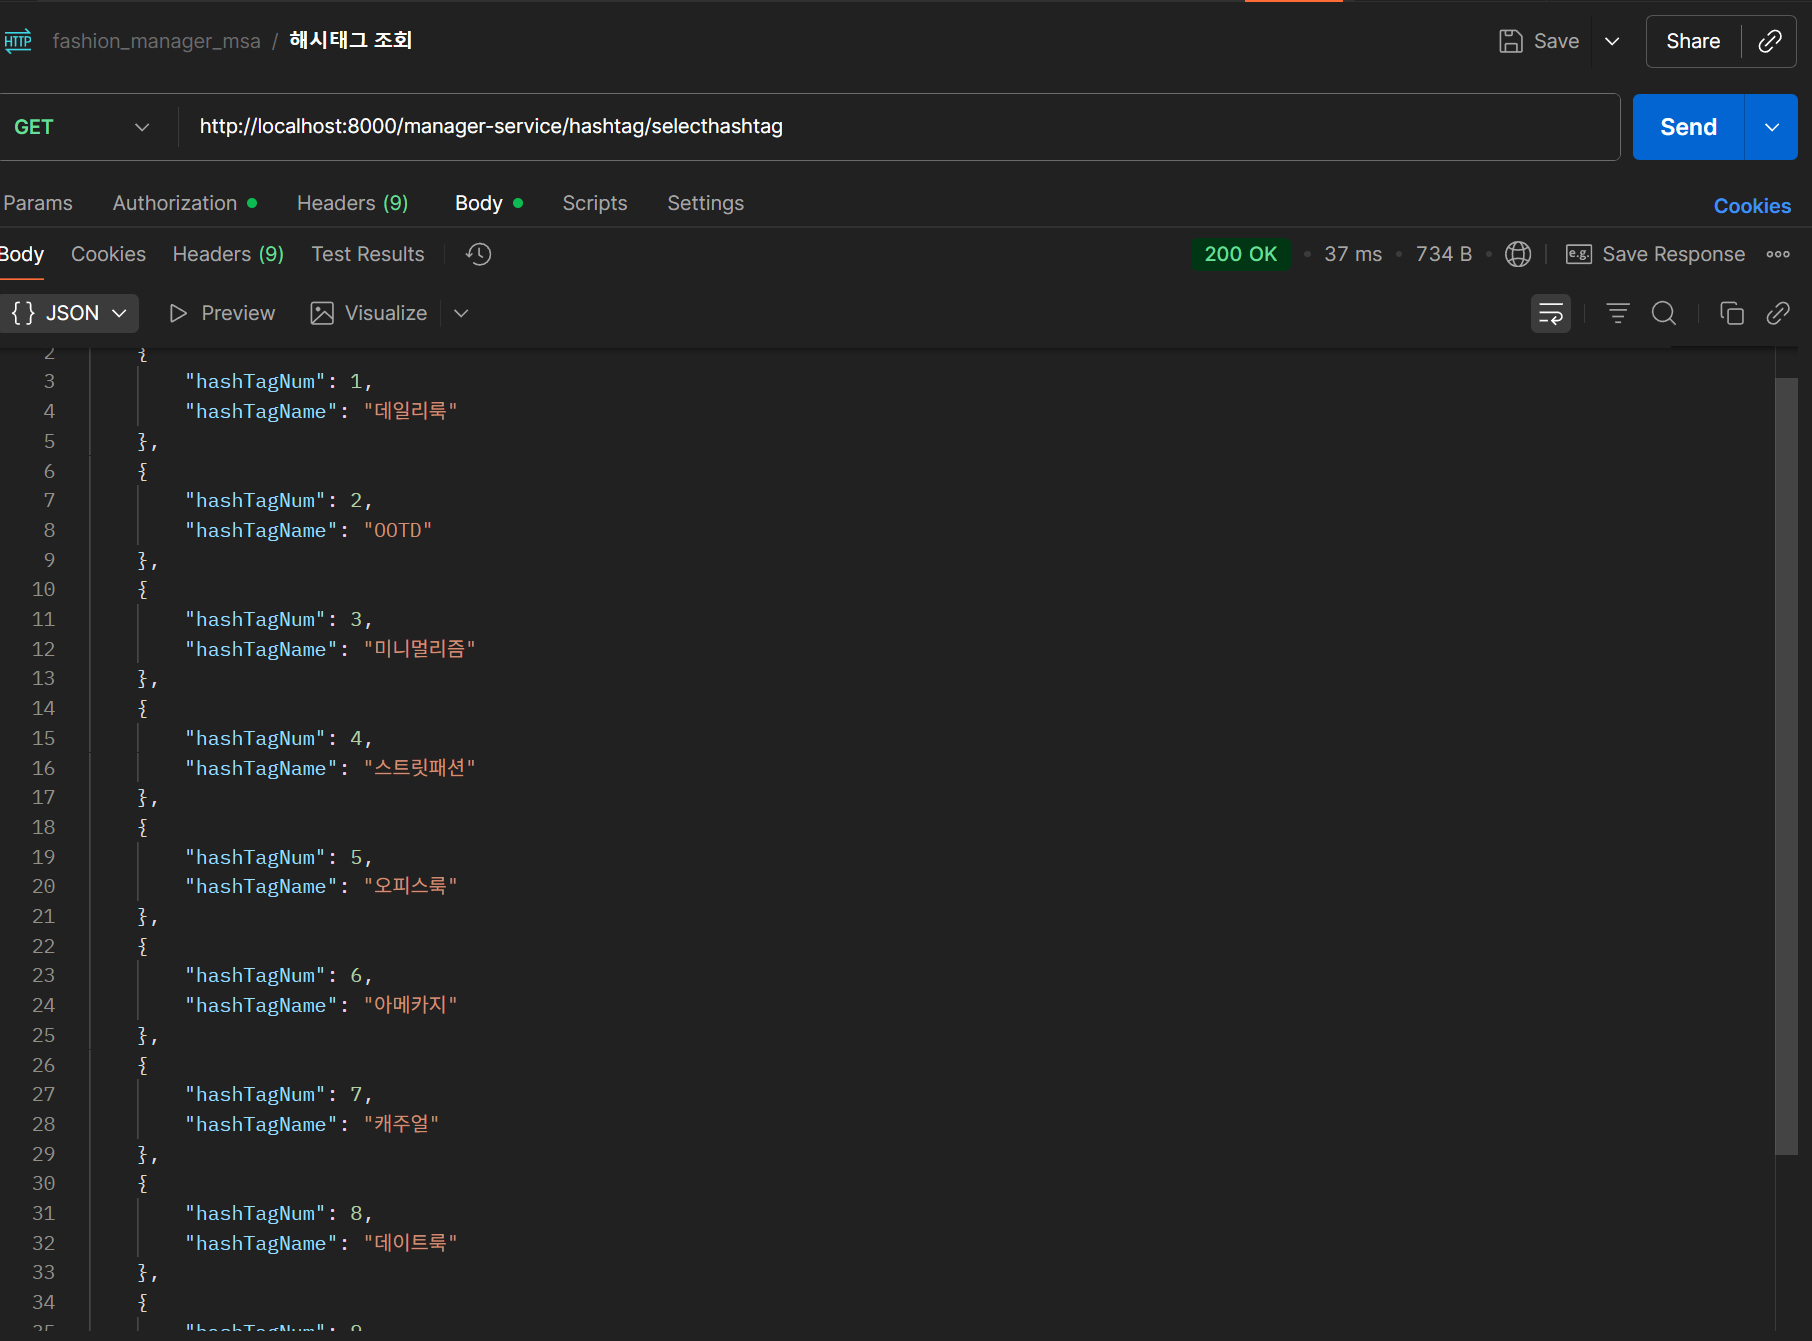 HTTP fashion_manager_msa / 해시태그 조회 Save Share
GET http://localhost:8000/manager-service/hashtag/selecthashtag Send
Params Authorization Headers (9) Body Scripts Settings Cookies
Body Cookies Headers (9) Test Results 200 OK • 37 ms • 734 B e.g. Save Response
{} JSON Preview Visualize
2 {
3 "hashTagNum": 1,
4 "hashTagName": "데일리룩"
5 },
6 {
7 "hashTagNum": 2,
8 "hashTagName": "OOTD"
9 },
10 {
11 "hashTagNum": 3,
12 "hashTagName": "미니멀리즘"
13 },
14 {
15 "hashTagNum": 4,
16 "hashTagName": "스트릿패션"
17 },
18 {
19 "hashTagNum": 5,
20 "hashTagName": "오피스룩"
21 },
22 {
23 "hashTagNum": 6,
24 "hashTagName": "아메카지"
25 },
26 {
27 "hashTagNum": 7,
28 "hashTagName": "캐주얼"
29 },
30 {
31 "hashTagNum": 8,
32 "hashTagName": "데이트룩"
33 },
34 {
35 "hashTagNum": 9